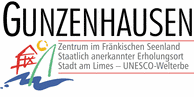 GUNZENHAUSEN
Zentrum im Fränkischen Seenland
Staatlich anerkannter Erholungsort
Stadt am Limes – UNESCO-Welterbe